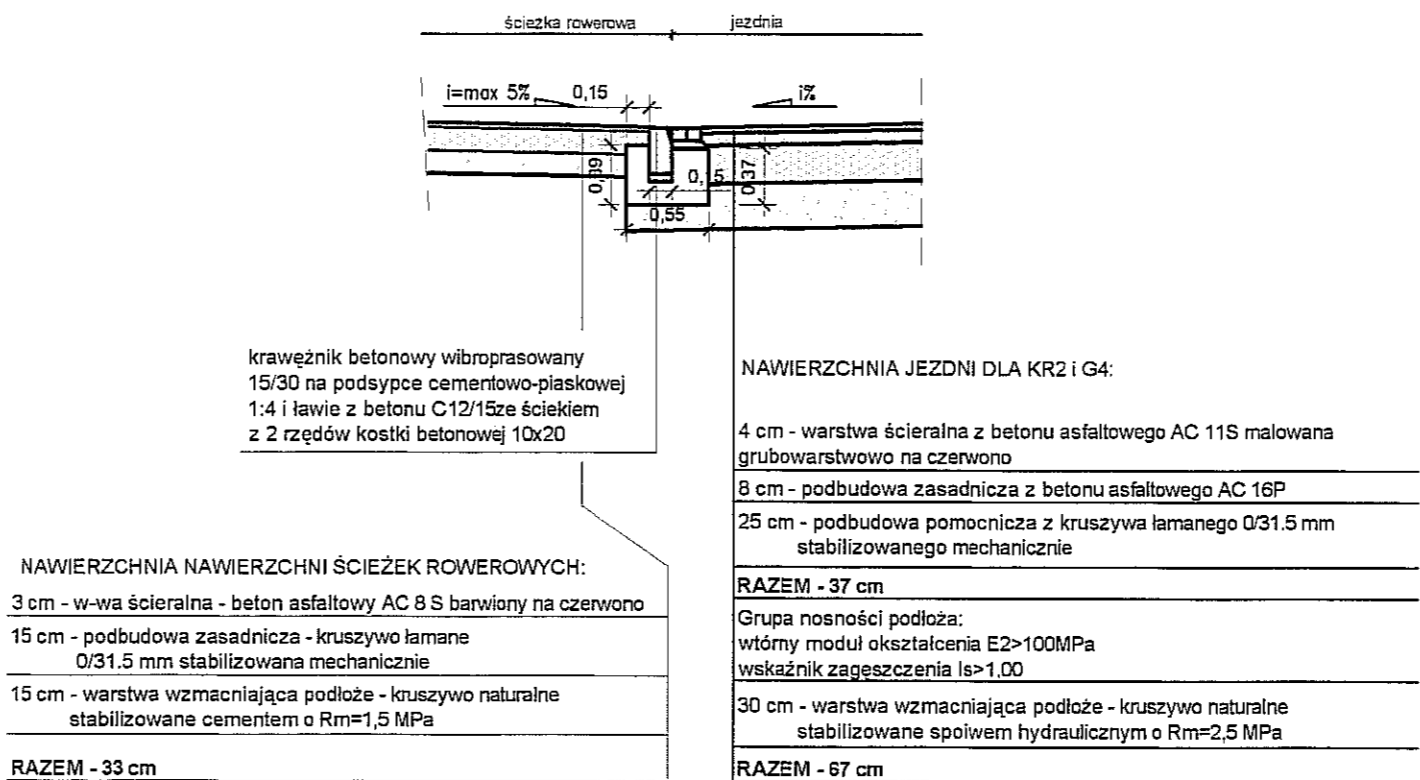 ścieżka rowerowa
jezdnia
i=max 5%
0,15
i%
0,39
0,15
0,37
0,55
krawężnik betonowy wibroprasowany
15/30 na podsypce cementowo-piaskowej
1:4 i ławie z betonu C12/15ze ściekiem
z 2 rzędów kostki betonowej 10x20
NAWIERZCHNIA NAWIERZCHNI ŚCIEŻEK ROWEROWYCH:
3 cm - w-wa ścieralna - beton asfaltowy AC 8 S barwiony na czerwono
15 cm - podbudowa zasadnicza - kruszywo łamane
0/31.5 mm stabilizowana mechanicznie
15 cm - warstwa wzmacniająca podłoże - kruszywo naturalne
stabilizowane cementem o Rm=1,5 MPa
RAZEM - 33 cm
NAWIERZCHNIA JEZDNI DLA KR2 i G4:
4 cm - warstwa ścieralna z betonu asfaltowego AC 11S malowana
grubowarstwowo na czerwono
8 cm - podbudowa zasadnicza z betonu asfaltowego AC 16P
25 cm - podbudowa pomocnicza z kruszywa łamanego 0/31.5 mm
stabilizowanego mechanicznie
RAZEM - 37 cm
Grupa nosności podłoża:
wtórny moduł okształcenia E2>100MPa
wskaźnik zagęszczenia Is>1,00
30 cm - warstwa wzmacniająca podłoże - kruszywo naturalne
stabilizowane spoiwem hydraulicznym o Rm=2,5 MPa
RAZEM - 67 cm